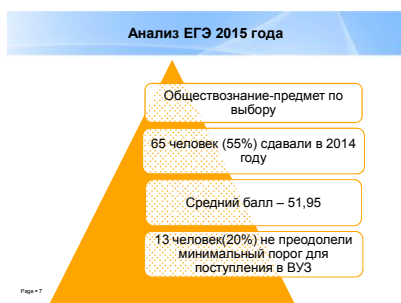 Анализ ЕГЭ 2015 года
Обществознание-предмет по
выбору
65 человек (55%) сдавали в 2014
году
Средний балл – 51,95
13 человек(20%) не преодолели
минимальный порог для
поступления в ВУЗ
Page ▪ 7